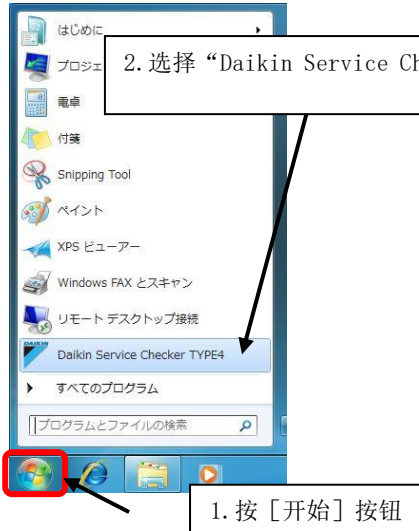 はじめに
プロジェ
2.选择“Daikin Service Ch
電卓
付箋
Snipping Tool
ペイント
XPS ビューアー
Windows FAX とスキャン
リモート デスクトップ接続
DAIKIN
Daikin Service Checker TYPE4
すべてのプログラム
プログラムとファイルの検索
1.按［开始］按钮